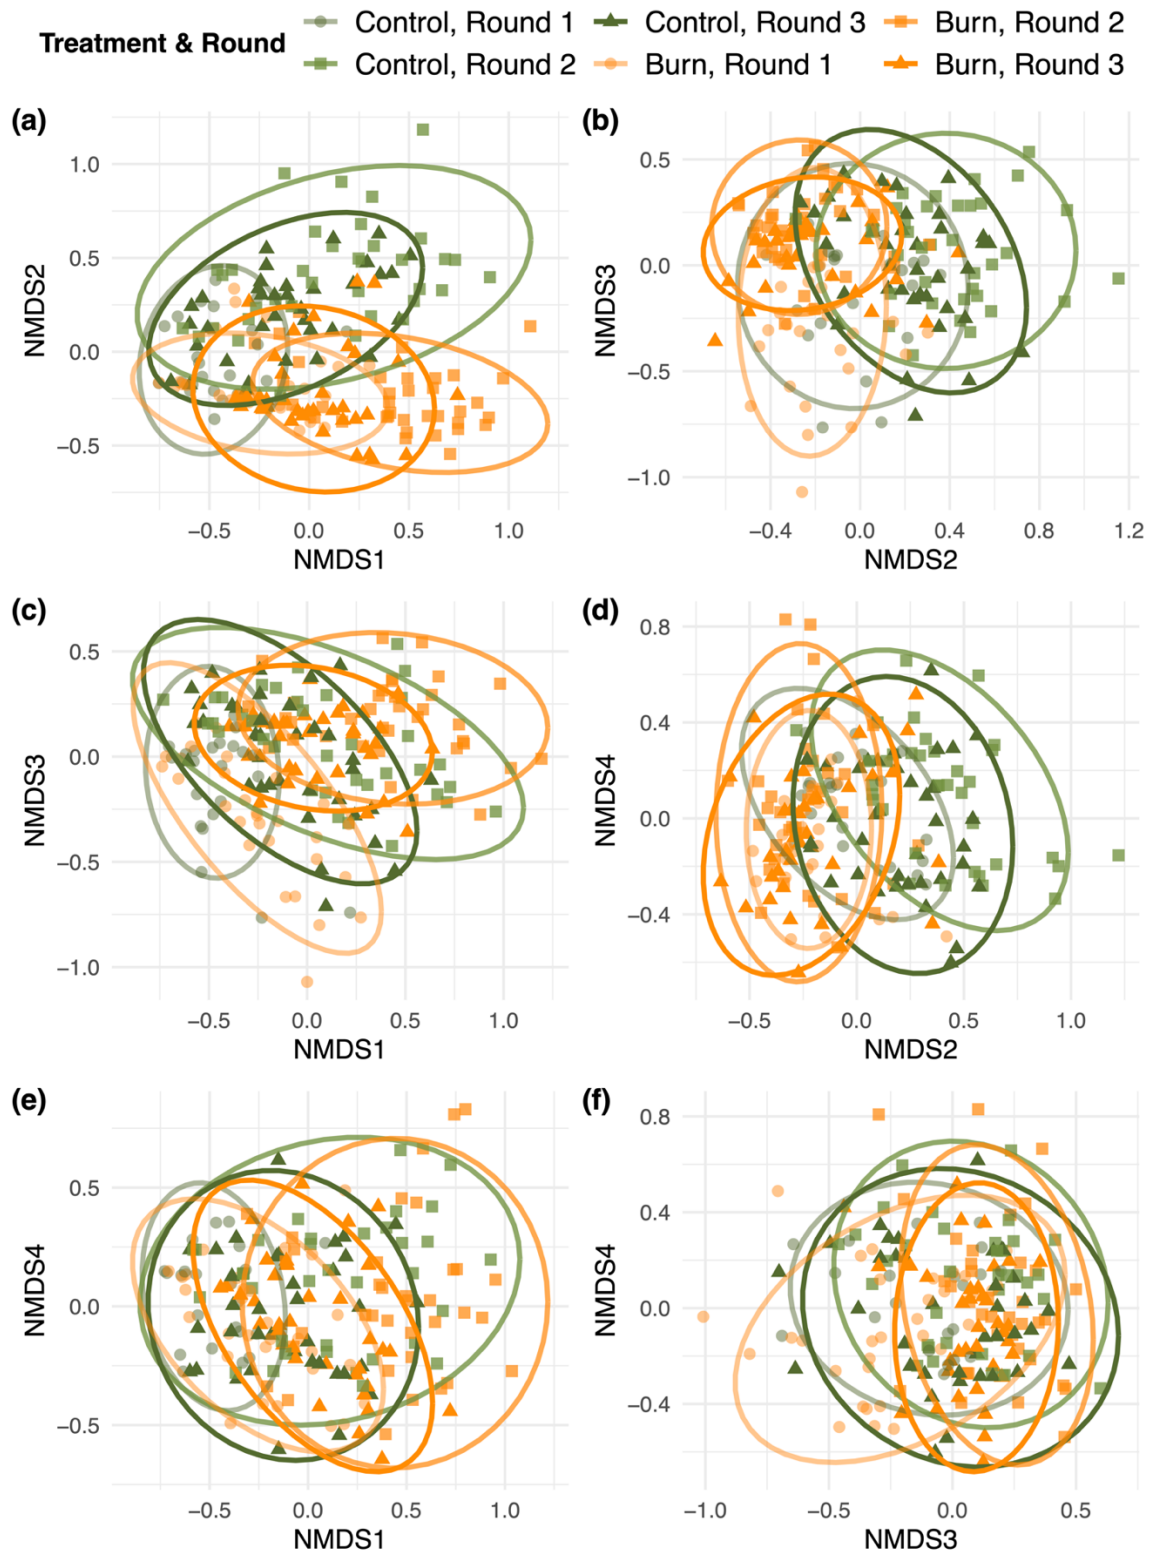 Treatment & Round
Control, Round 1 Control, Round 3 Burn, Round 2
Control, Round 2 Burn, Round 1 Burn, Round 3
(a)
NMDS2
1.0
0.5
0.0
−0.5
−0.5 0.0 0.5 1.0
NMDS1
(b)
NMDS3
0.5
0.0
−0.5
−1.0
−0.4 0.0 0.4 0.8 1.2
NMDS2
(c)
NMDS3
0.5
0.0
−0.5
−1.0
−0.5 0.0 0.5 1.0
NMDS1
(d)
NMDS4
0.8
0.4
0.0
−0.4
−0.5 0.0 0.5 1.0
NMDS2
(e)
NMDS4
0.5
0.0
−0.5
−0.5 0.0 0.5 1.0
NMDS1
(f)
NMDS4
0.8
0.4
0.0
−0.4
−1.0 −0.5 0.0 0.5
NMDS3